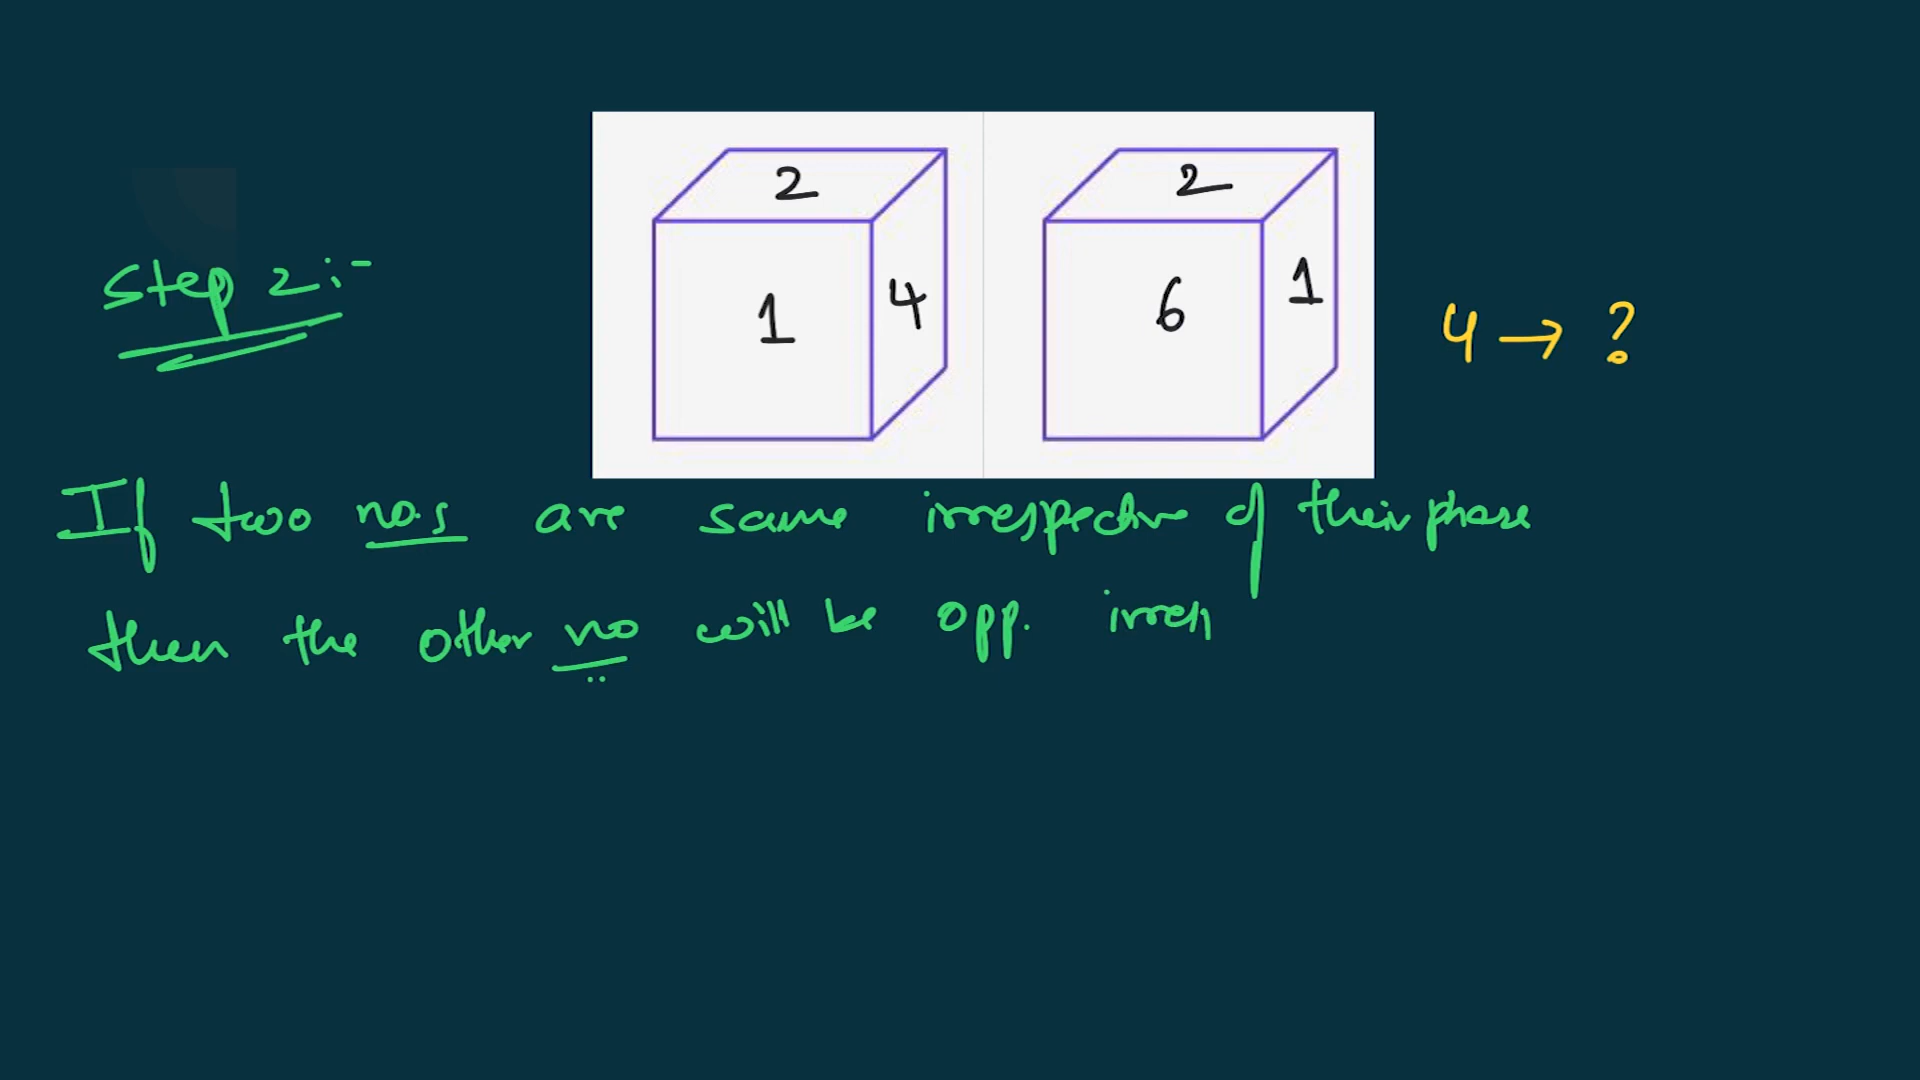 2 2
Step 2:-
1 4 6 1
4 → ?
If two no.s are same irrespective of their phase
then the other no will be opp. irre